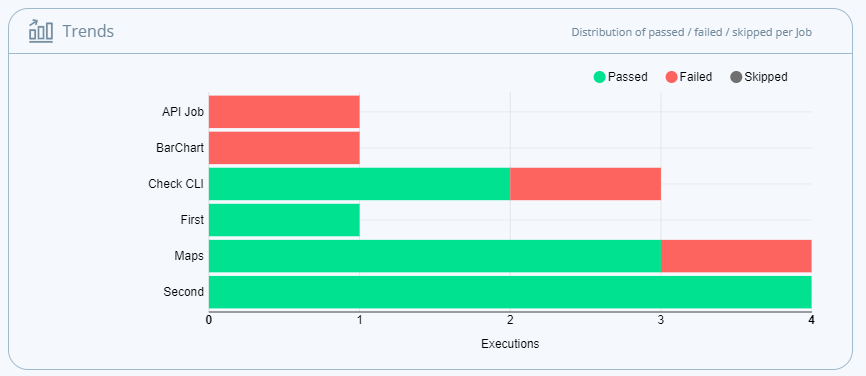 Trends
Distribution of passed / failed / skipped per Job
Passed Failed Skipped
API Job
BarChart
Check CLI
First
Maps
Second
0 1 2 3 4
Executions